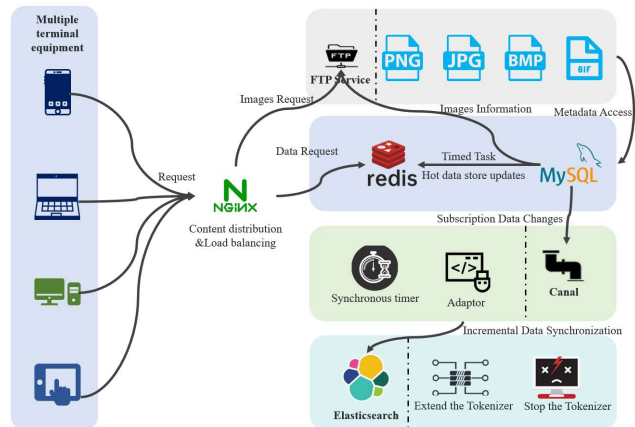 Multiple
terminal
equipment
FTP
FTP Service
PNG
JPG
BMP
BIF
Images Request
Images Information
Metadata Access
Data Request
Request
redis
Timed Task
Hot data store updates
MySQL
NGINX
Content distribution
&Load balancing
Subscription Data Changes
</>
Synchronous timer
Adaptor
Canal
Incremental Data Synchronization
Elasticsearch
Extend the Tokenizer
Stop the Tokenizer